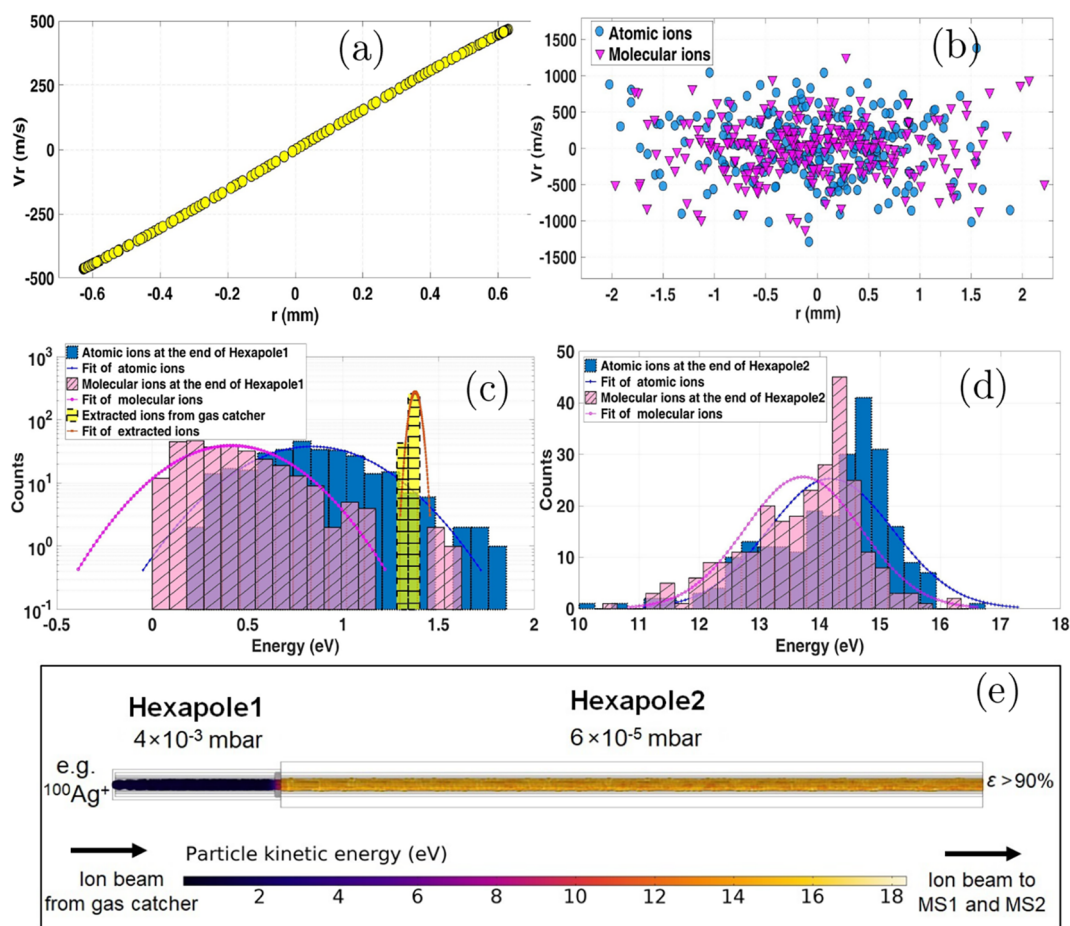 (a)
500
250
0
-250
-500
Vr (m/s)
-0.6 -0.4 -0.2 0 0.2 0.4 0.6
r (mm)
(b)
Atomic ions
Molecular ions
1500
1000
500
0
-500
-1000
-1500
Vr (m/s)
-2 -1.5 -1 -0.5 0 0.5 1 1.5 2
r (mm)
(c)
Atomic ions at the end of Hexapole1
Fit of atomic ions
Molecular ions at the end of Hexapole1
Fit of molecular ions
Extracted ions from gas catcher
Fit of extracted ions
10³
10²
10¹
10⁰
10⁻¹
Counts
-0.5 0 0.5 1 1.5 2
Energy (eV)
(d)
Atomic ions at the end of Hexapole2
Fit of atomic ions
Molecular ions at the end of Hexapole2
Fit of molecular ions
50
40
30
20
10
0
Counts
10 11 12 13 14 15 16 17 18
Energy (eV)
(e)
Hexapole1
4×10⁻³ mbar
Hexapole2
6×10⁻⁵ mbar
e.g.
¹⁰⁰Ag⁺
ε > 90%
Particle kinetic energy (eV)
2 4 6 8 10 12 14 16 18
Ion beam
from gas catcher
Ion beam to
MS1 and MS2